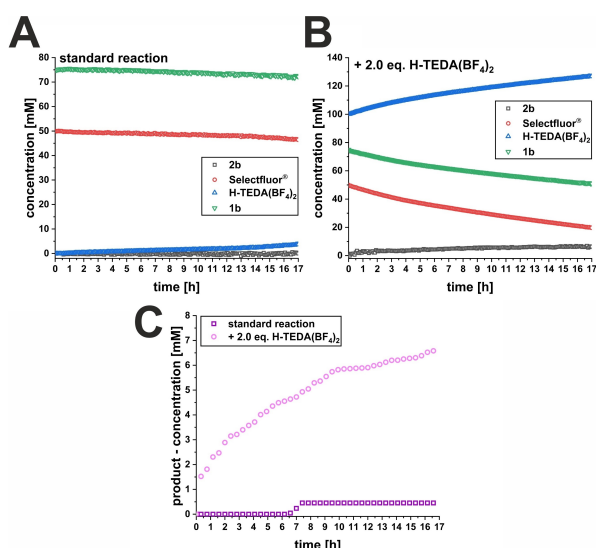 A
standard reaction
concentration [mM]
80
70
60
50
40
30
20
10
0
2b
Selectfluor®
H-TEDA(BF₄)₂
1b
0 1 2 3 4 5 6 7 8 9 10 11 12 13 14 15 16 17
time [h]
B
+ 2.0 eq. H-TEDA(BF₄)₂
concentration [mM]
140
120
100
80
60
40
20
0
2b
Selectfluor®
H-TEDA(BF₄)₂
1b
0 1 2 3 4 5 6 7 8 9 10 11 12 13 14 15 16 17
time [h]
C
product - concentration [mM]
8
7
6
5
4
3
2
1
0
standard reaction
+ 2.0 eq. H-TEDA(BF₄)₂
0 1 2 3 4 5 6 7 8 9 10 11 12 13 14 15 16 17
time [h]